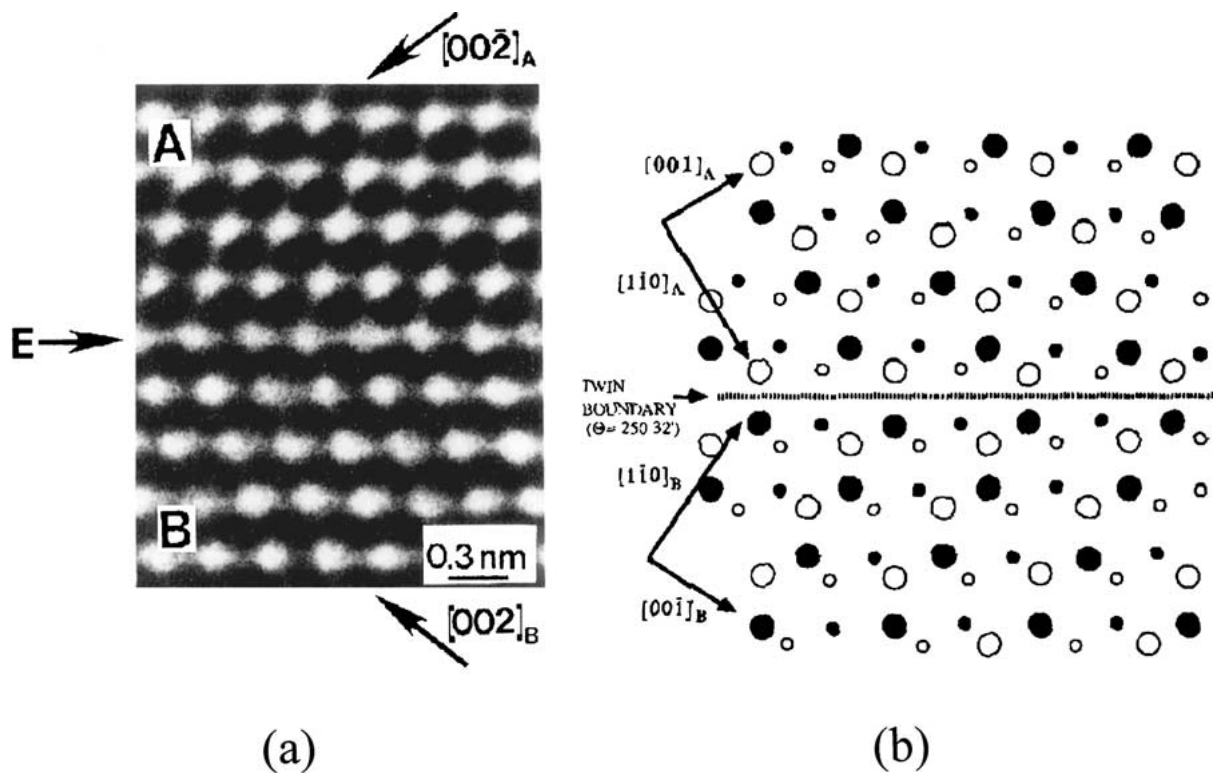 [002̄]A
A
E
B
0.3 nm
[002]B
(a)
[001]A
[11̄0]A
TWIN
BOUNDARY
(Θ= 250 32')
[11̄0]B
[001̄]B
(b)